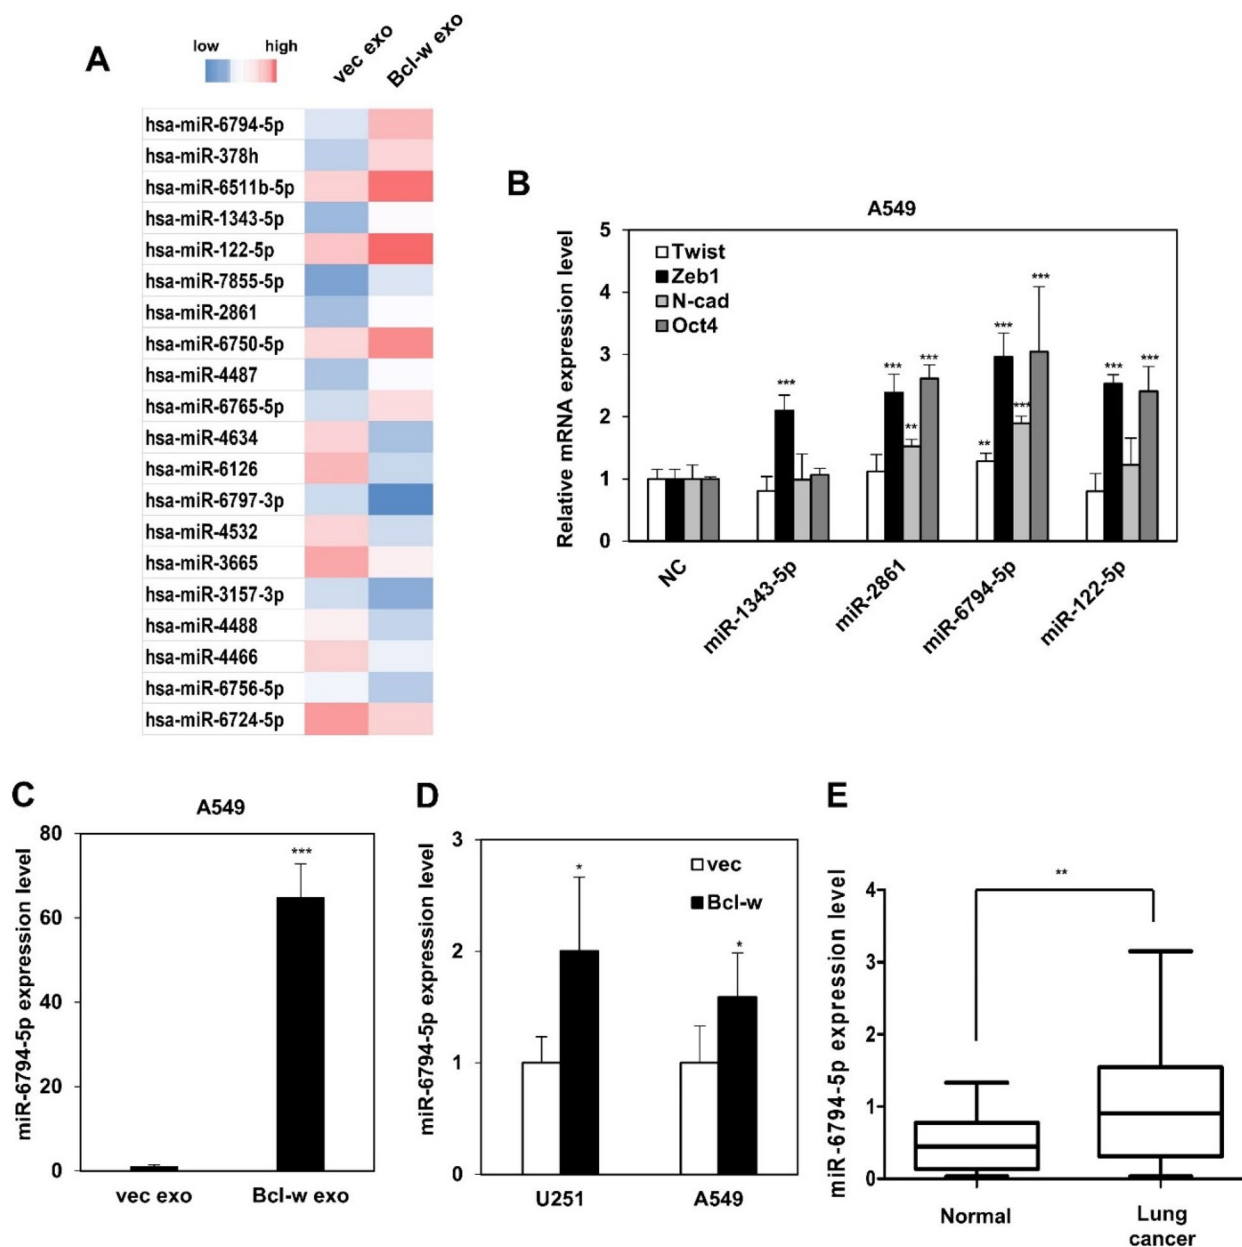 A
low high
vec exo
Bcl-w exo
hsa-miR-6794-5p
hsa-miR-378h
hsa-miR-6511b-5p
hsa-miR-1343-5p
hsa-miR-122-5p
hsa-miR-7855-5p
hsa-miR-2861
hsa-miR-6750-5p
hsa-miR-4487
hsa-miR-6765-5p
hsa-miR-4634
hsa-miR-6126
hsa-miR-6797-3p
hsa-miR-4532
hsa-miR-3665
hsa-miR-3157-3p
hsa-miR-4488
hsa-miR-4466
hsa-miR-6756-5p
hsa-miR-6724-5p
B
A549
Relative mRNA expression level
5
4
3
2
1
0
Twist
Zeb1
N-cad
Oct4
***
***
**
***
**
***
***
***
***
***
NC
miR-1343-5p
miR-2861
miR-6794-5p
miR-122-5p
C
A549
miR-6794-5p expression level
80
60
40
20
0
***
vec exo
Bcl-w exo
D
miR-6794-5p expression level
3
2
1
0
vec
Bcl-w
*
*
U251
A549
E
miR-6794-5p expression level
4
3
2
1
0
**
Normal
Lung
cancer